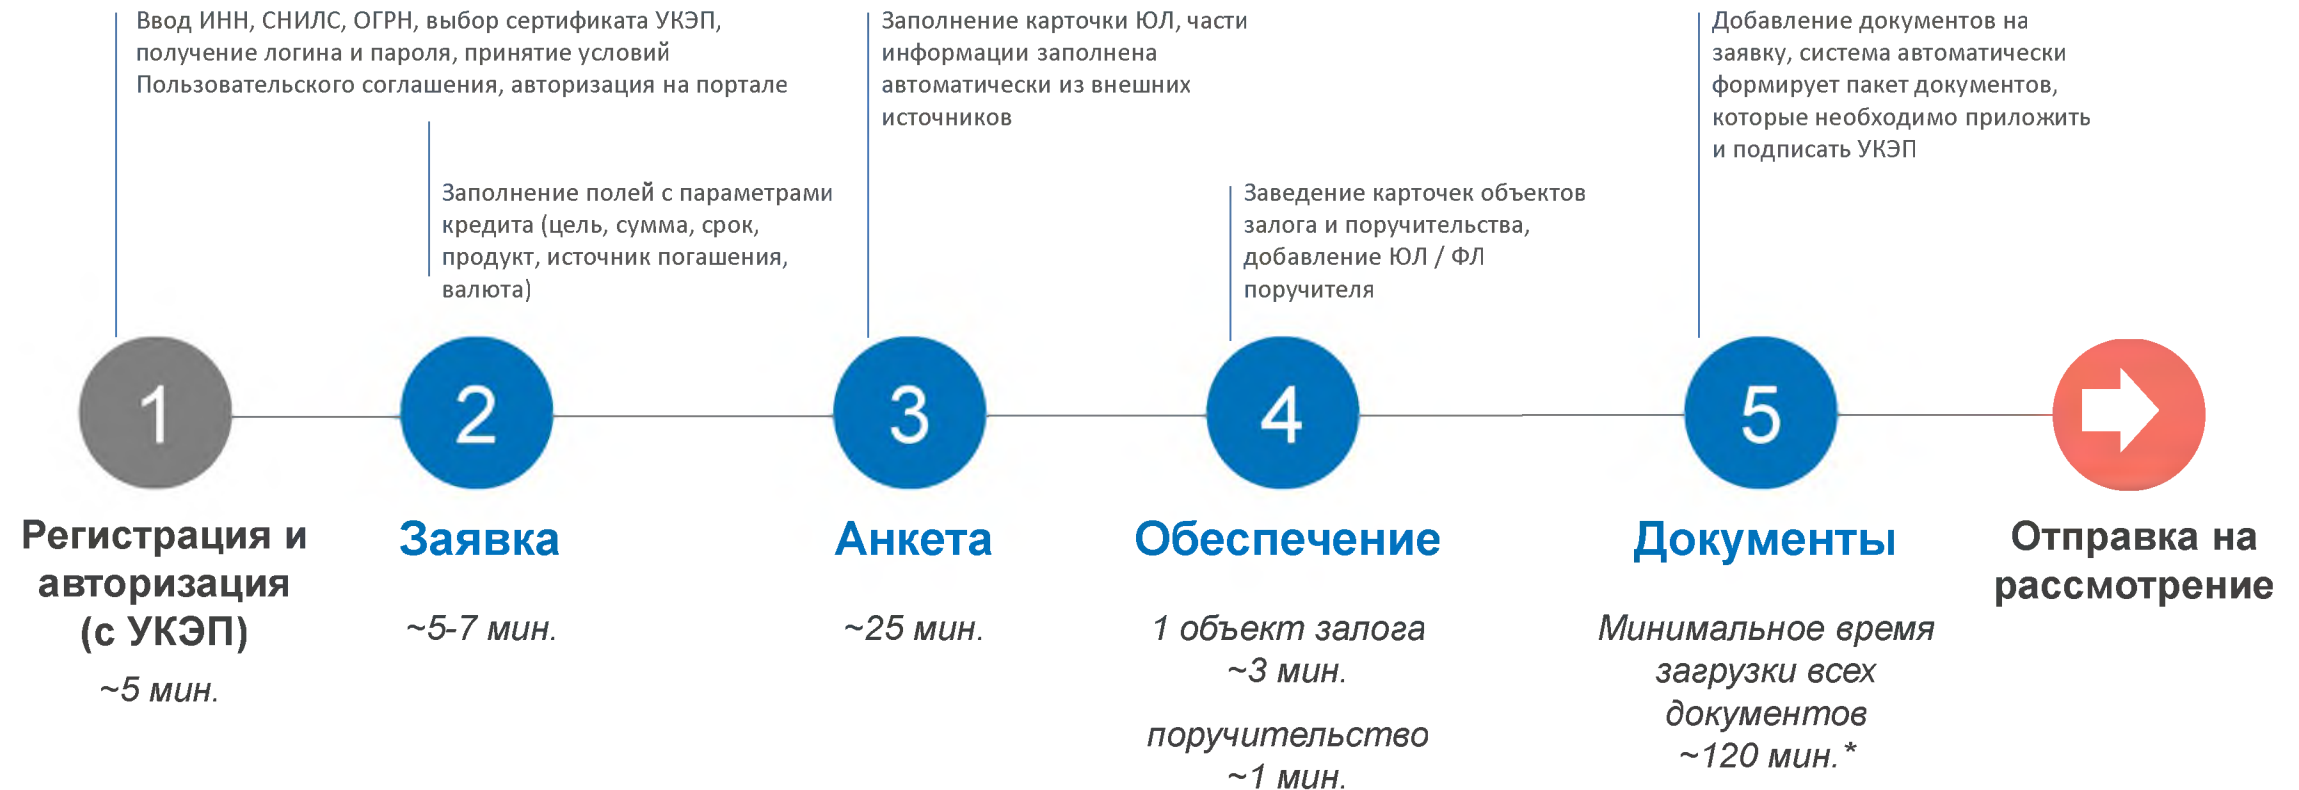 Ввод ИНН, СНИЛС, ОГРН, выбор сертификата УКЭП,
получение логина и пароля, принятие условий
Пользовательского соглашения, авторизация на портале
Заполнение полей с параметрами
кредита (цель, сумма, срок,
продукт, источник погашения,
валюта)
Заполнение карточки ЮЛ, части
информации заполнена
автоматически из внешних
источников
Заведение карточек объектов
залога и поручительства,
добавление ЮЛ / ФЛ
поручителя
Добавление документов на
заявку, система автоматически
формирует пакет документов,
которые необходимо приложить
и подписать УКЭП
1
2
3
4
5
Регистрация и
авторизация
(с УКЭП)
~5 мин.
Заявка
~5-7 мин.
Анкета
~25 мин.
Обеспечение
1 объект залога
~3 мин.
поручительство
~1 мин.
Документы
Минимальное время
загрузки всех
документов
~120 мин.*
Отправка на
рассмотрение